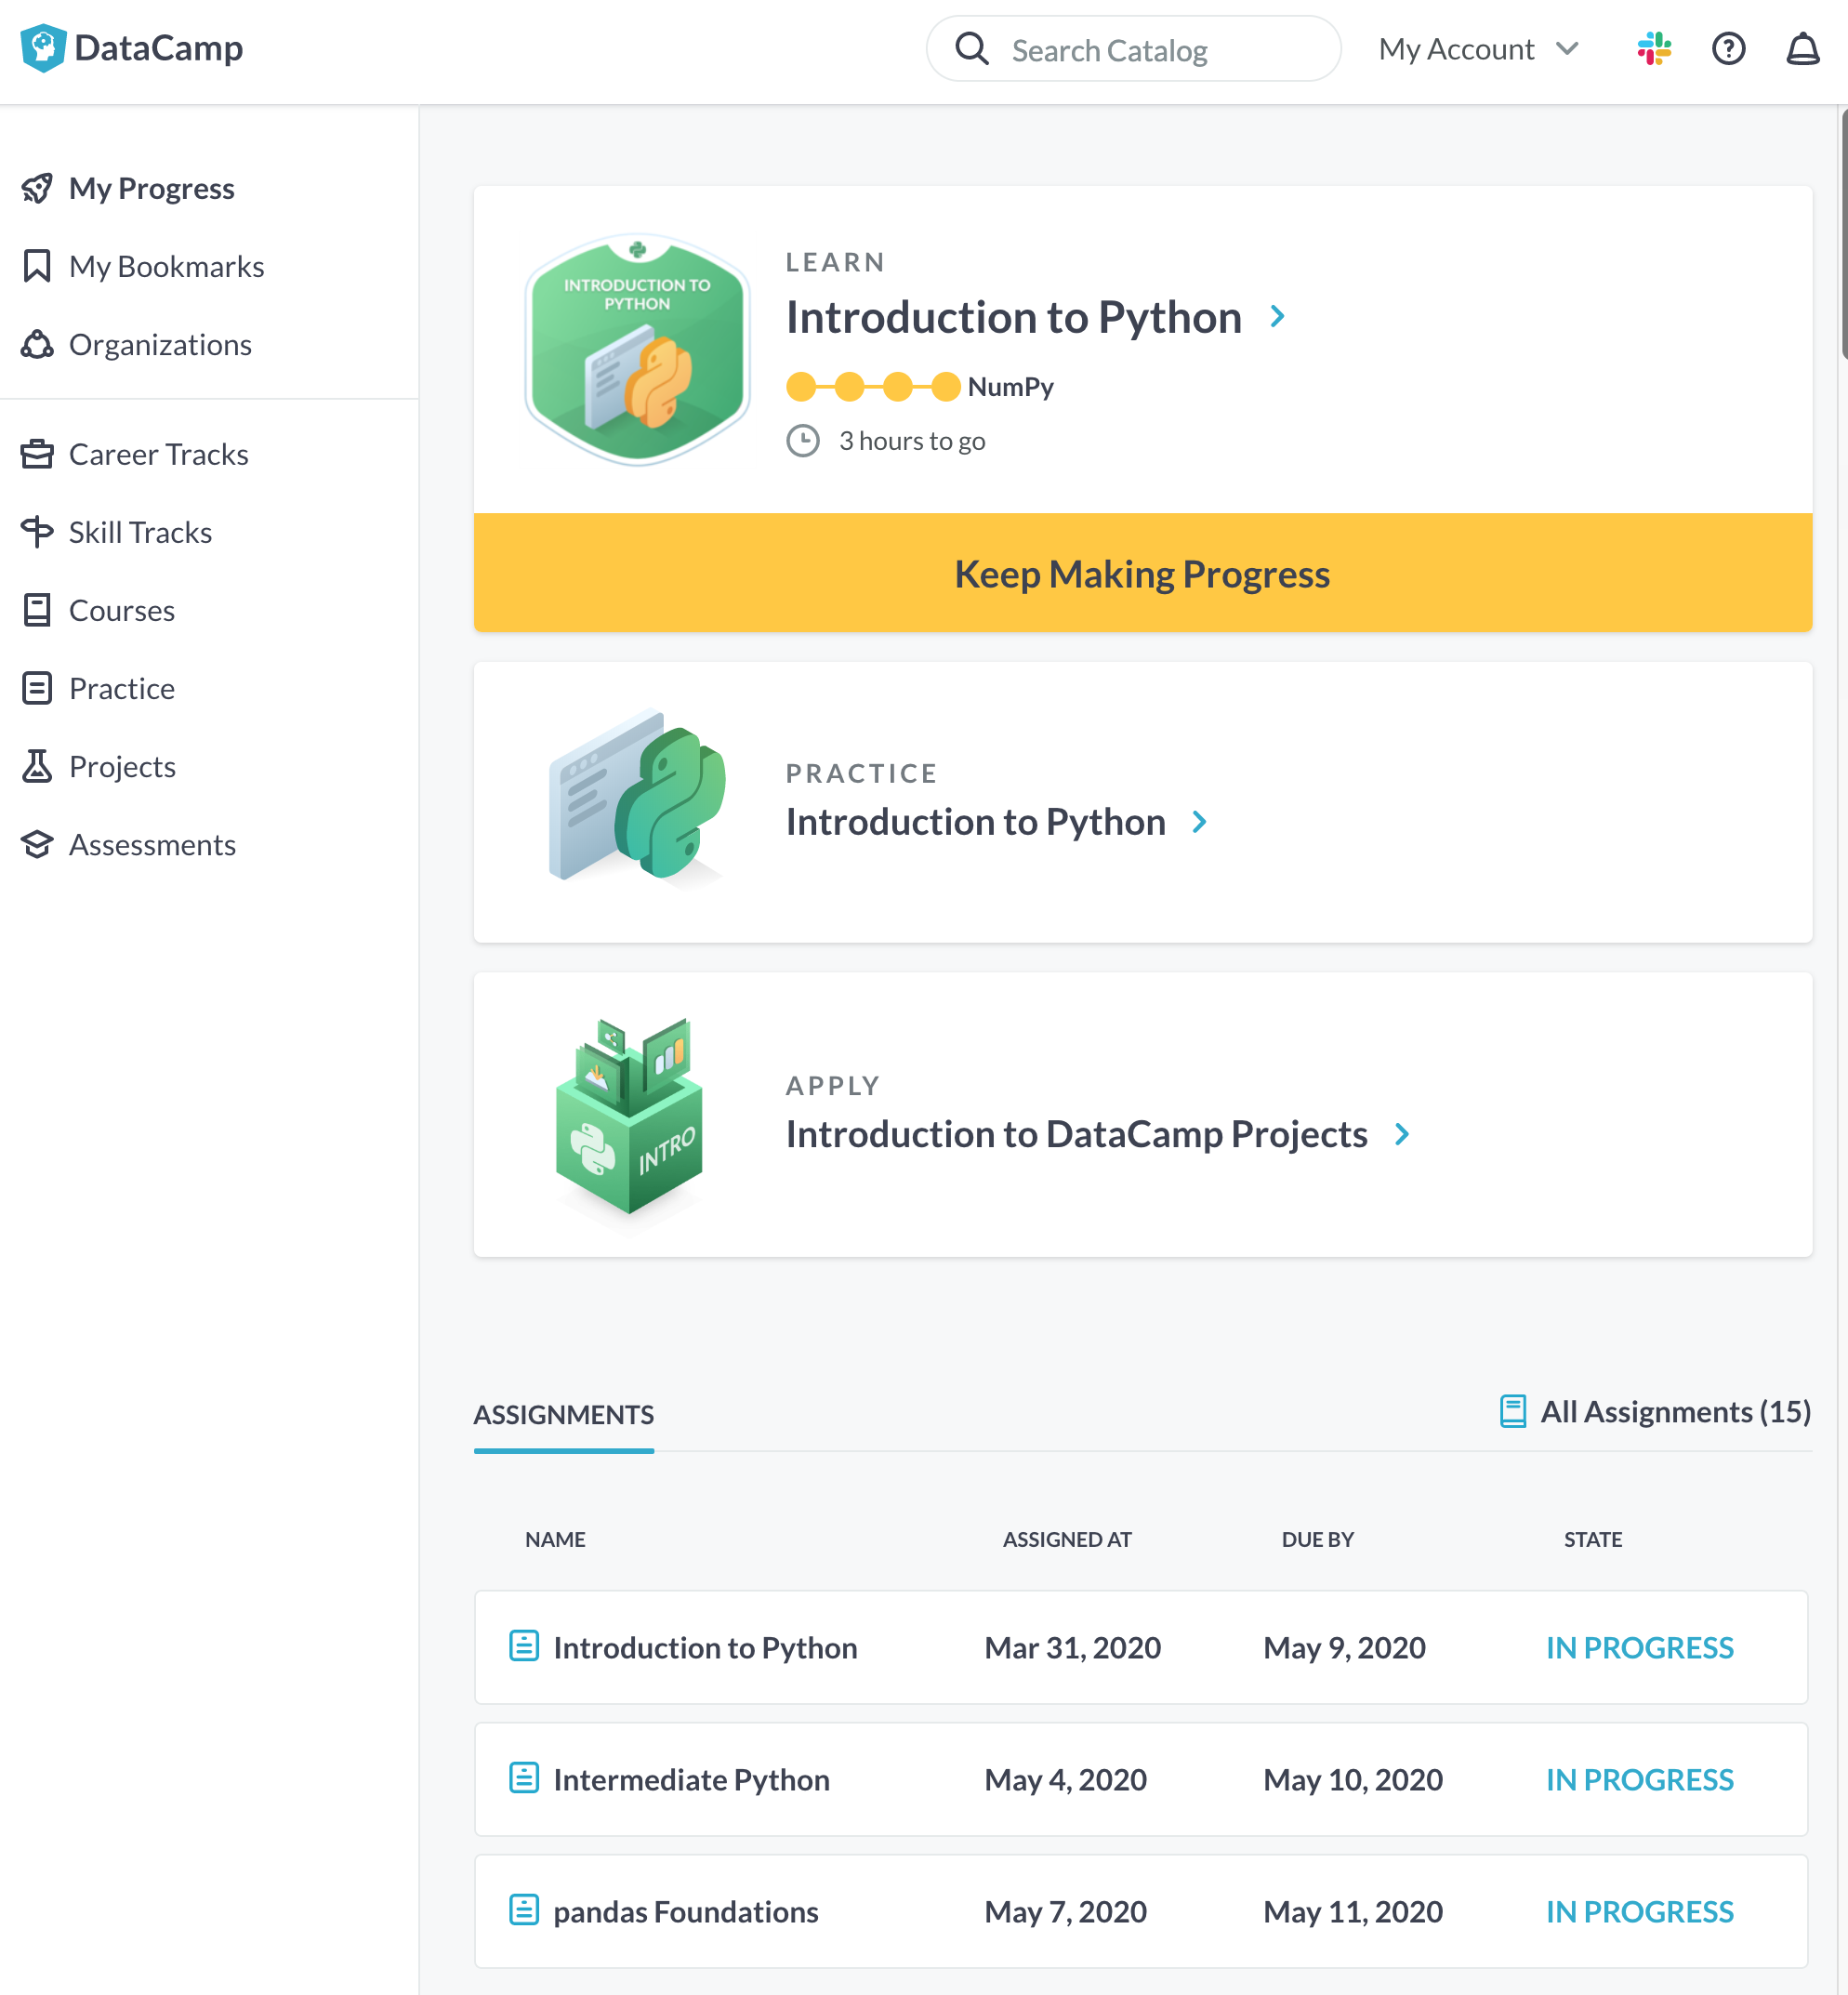 DataCamp
Search Catalog
My Account
My Progress
My Bookmarks
Organizations
Career Tracks
Skill Tracks
Courses
Practice
Projects
Assessments
INTRODUCTION TO
PYTHON
LEARN
Introduction to Python
NumPy
3 hours to go
Keep Making Progress
PRACTICE
Introduction to Python
INTRO
APPLY
Introduction to DataCamp Projects
ASSIGNMENTS
All Assignments (15)
NAME ASSIGNED AT DUE BY STATE
Introduction to Python Mar 31, 2020 May 9, 2020 IN PROGRESS
Intermediate Python May 4, 2020 May 10, 2020 IN PROGRESS
pandas Foundations May 7, 2020 May 11, 2020 IN PROGRESS